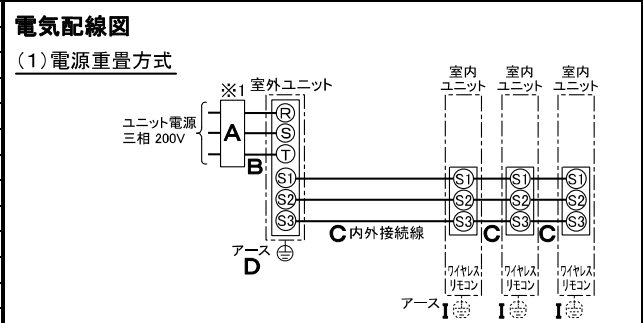 電気配線図
(1)電源重畳方式
※1
室外ユニット
室内
ユニット
室内
ユニット
室内
ユニット
ユニット電源
三相 200V
A
B
R
S
T
S1
S2
S3
S1
S2
S3
S1
S2
S3
S1
S2
S3
C内外接続線
C
C
アース
D
ワイヤレス
リモコン
ワイヤレス
リモコン
ワイヤレス
リモコン
アース
I
I
I